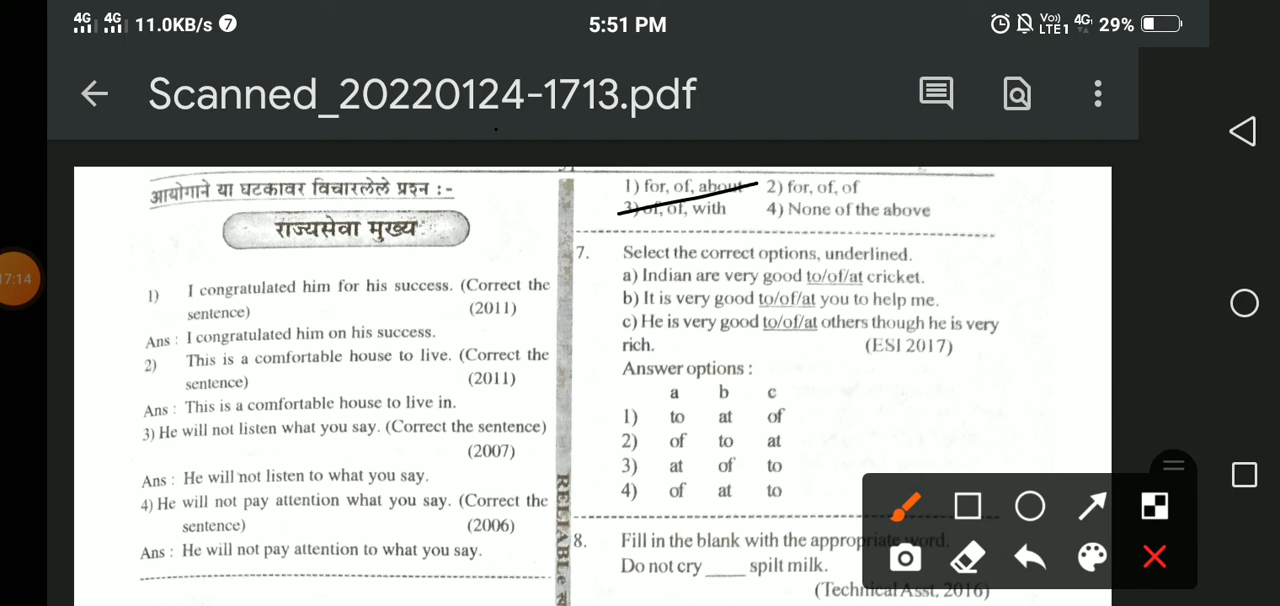 4G 4G 11.0KB/s 7
5:51 PM
Vo) LTE1 4G 29%
Scanned_20220124-1713.pdf
17:14
आयोगाने या घटकावर विचारलेले प्रश्न :-
राज्यसेवा मुख्य
1) I congratulated him for his success. (Correct the
sentence) (2011)
Ans : I congratulated him on his success.
2) This is a comfortable house to live. (Correct the
sentence) (2011)
Ans : This is a comfortable house to live in.
3) He will not listen what you say. (Correct the sentence)
(2007)
Ans : He will not listen to what you say.
4) He will not pay attention what you say. (Correct the
sentence) (2006)
Ans : He will not pay attention to what you say.
RELIABLE
1) for, of, about 2) for, of, of
3) of, of, with 4) None of the above
7. Select the correct options, underlined.
a) Indian are very good to/of/at cricket.
b) It is very good to/of/at you to help me.
c) He is very good to/of/at others though he is very
rich. (ESI 2017)
Answer options :
a b c
1) to at of
2) of to at
3) at of to
4) of at to
8. Fill in the blank with the appropriate word.
Do not cry ____ spilt milk.
(Technical Asst, 2016)